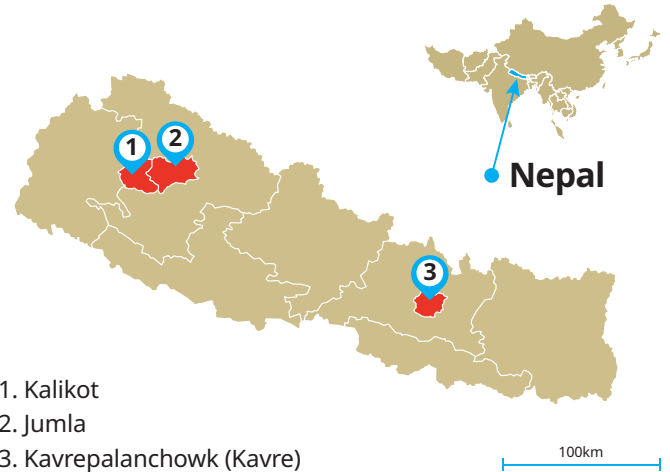 Nepal
1
2
3
1. Kalikot
2. Jumla
3. Kavrepalanchowk (Kavre)
100km